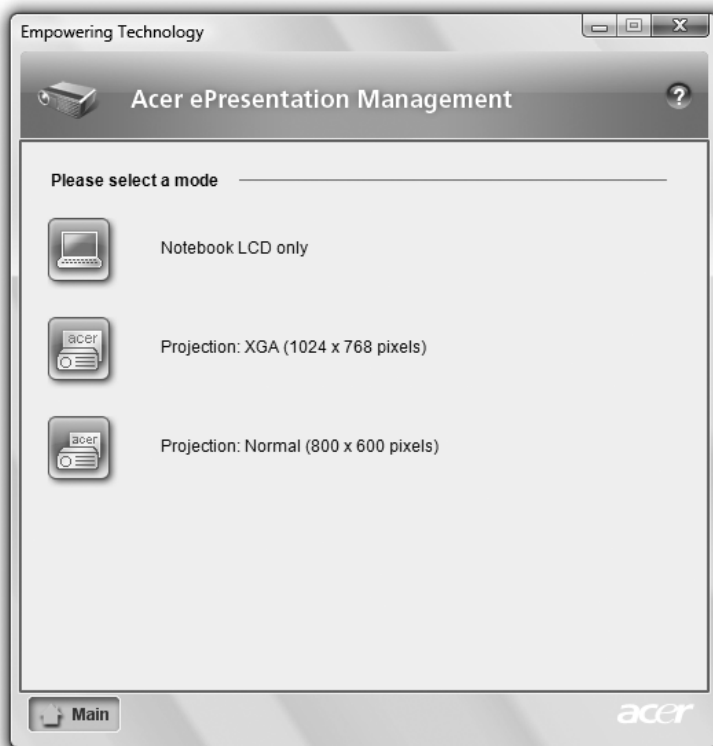 Empowering Technology
Acer ePresentation Management
?
Please select a mode
Notebook LCD only
acer
Projection: XGA (1024 x 768 pixels)
acer
Projection: Normal (800 x 600 pixels)
Main
acer